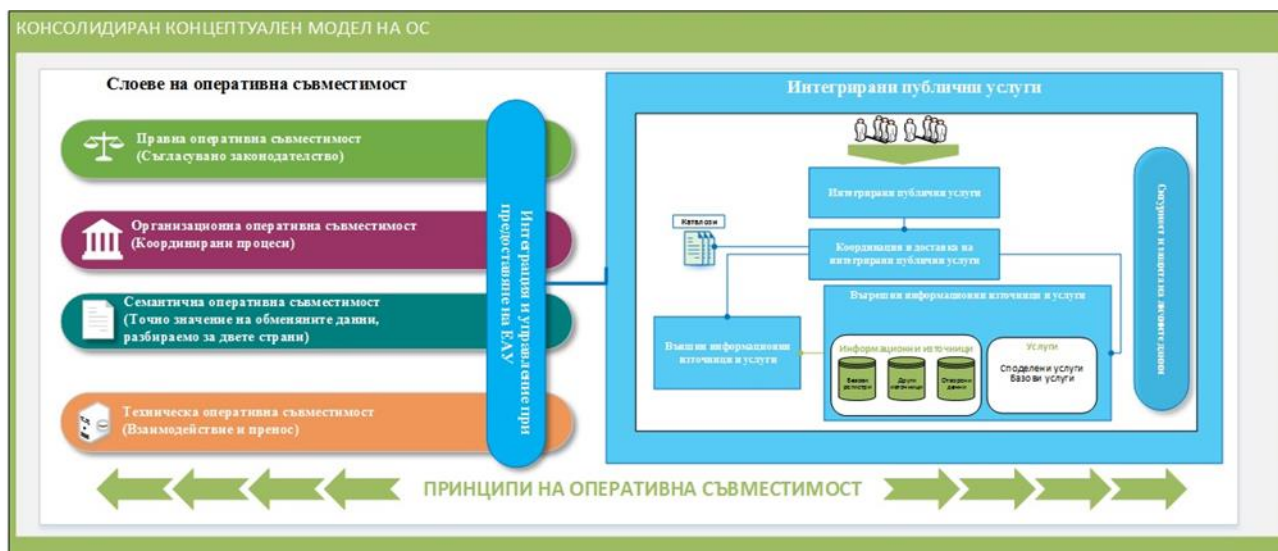 КОНСОЛИДИРАН КОНЦЕПТУАЛЕН МОДЕЛ НА ОС
Слоеве на оперативна съвместимост
Правна оперативна съвместимост
(Съгласувано законодателство)
Организационна оперативна съвместимост
(Координирани процеси)
Семантична оперативна съвместимост
(Точно значение на обменяните данни,
разбираемо за двете страни)
Техническа оперативна съвместимост
(Взаимодействие и пренос)
Интеграция и управление при
предоставяне на ЕАУ
Интегрирани публични услуги
Интегрирани публични услуги
Каталози
Координация и доставка на
интегрирани публични услуги
Вътрешни информационни източници и услуги
Външни информационни
източници и услуги
Информационни източници
Базови
регистри
Други
източници
Отворени
данни
Услуги
Споделени услуги
Базови услуги
Сигурност и защита на личните данни
ПРИНЦИПИ НА ОПЕРАТИВНА СЪВМЕСТИМОСТ